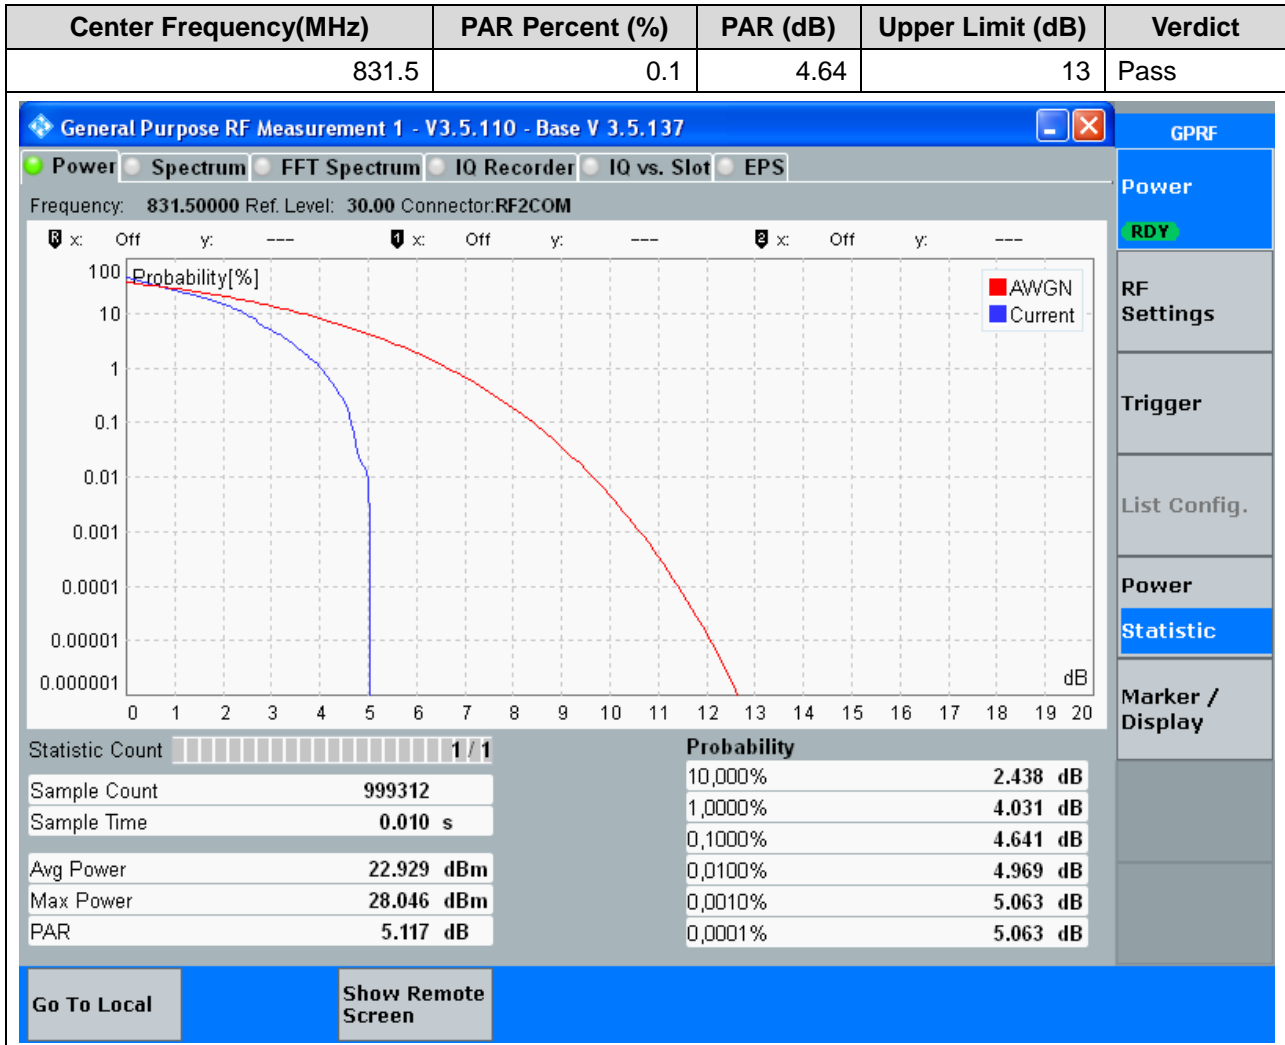 Center Frequency(MHz) PAR Percent (%) PAR (dB) Upper Limit (dB) Verdict
831.5 0.1 4.64 13 Pass
General Purpose RF Measurement 1 - V3.5.110 - Base V 3.5.137
GPRF
Power Spectrum FFT Spectrum IQ Recorder IQ vs. Slot EPS
Frequency: 831.50000 Ref. Level: 30.00 Connector:RF2COM
R x: Off y: --- 1 x: Off y: --- 2 x: Off y: ---
Probability[%]
AWGN
Current
100
10
1
0.1
0.01
0.001
0.0001
0.00001
0.000001
dB
0 1 2 3 4 5 6 7 8 9 10 11 12 13 14 15 16 17 18 19 20
Statistic Count 1 / 1
Sample Count 999312
Sample Time 0.010 s
Avg Power 22.929 dBm
Max Power 28.046 dBm
PAR 5.117 dB
Probability
10,000% 2.438 dB
1,0000% 4.031 dB
0,1000% 4.641 dB
0,0100% 4.969 dB
0,0010% 5.063 dB
0,0001% 5.063 dB
Power
RDY
RF
Settings
Trigger
List Config.
Power
Statistic
Marker /
Display
Go To Local
Show Remote
Screen